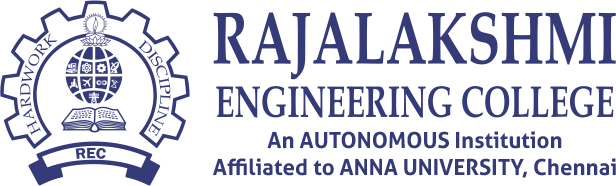 HARDWORK
DISCIPLINE
REC
RAJALAKSHMI
ENGINEERING COLLEGE
An AUTONOMOUS Institution
Affiliated to ANNA UNIVERSITY, Chennai